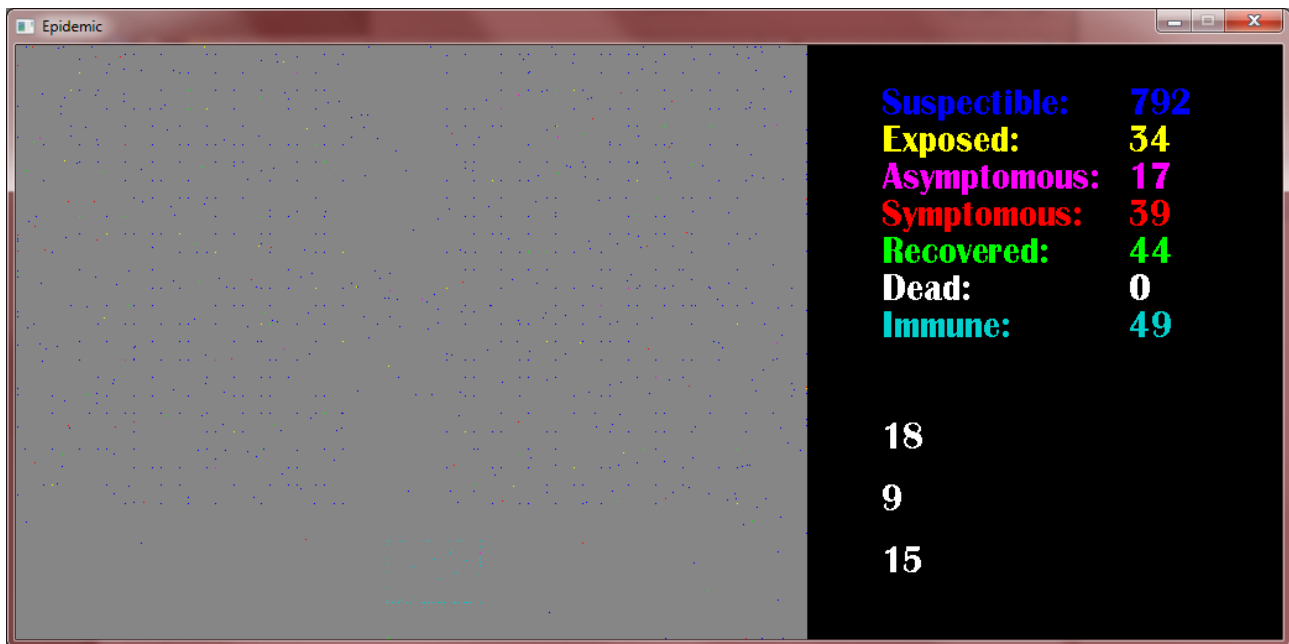 Epidemic
Suspectible: 792
Exposed: 34
Asymptomous: 17
Symptomous: 39
Recovered: 44
Dead: 0
Immune: 49
18
9
15